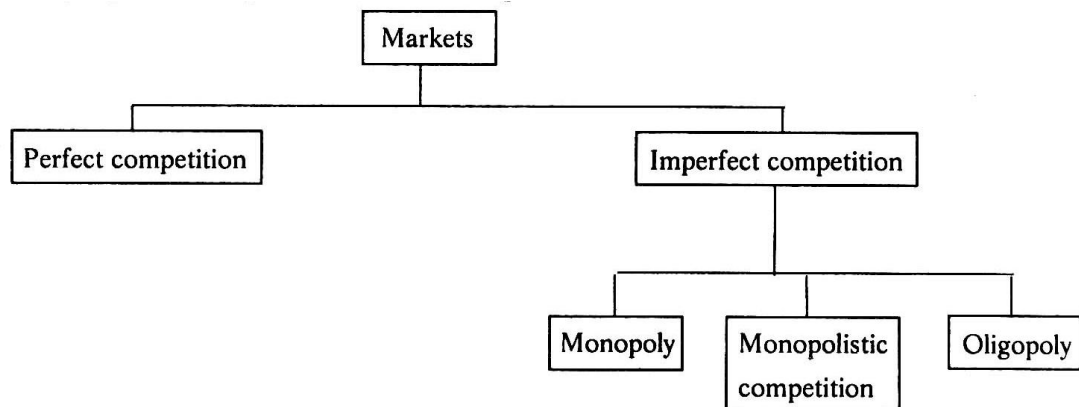 Markets
Perfect competition
Imperfect competition
Monopoly
Monopolistic
competition
Oligopoly